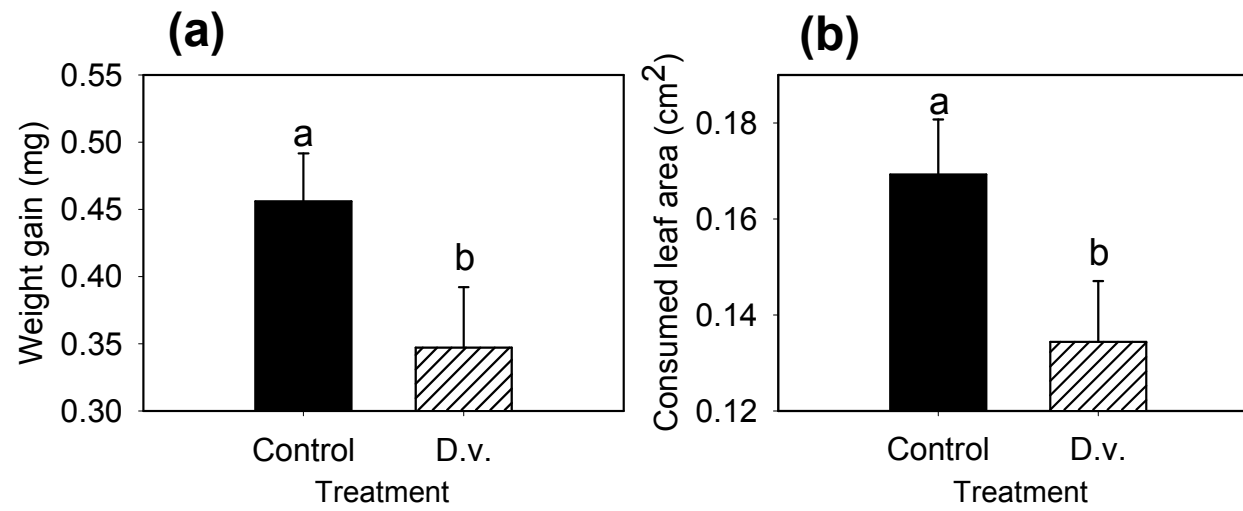 (a)
Weight gain (mg)
0.55
0.50
0.45
0.40
0.35
0.30
a
b
Control
D.v.
Treatment
(b)
Consumed leaf area (cm²)
0.18
0.16
0.14
0.12
a
b
Control
D.v.
Treatment